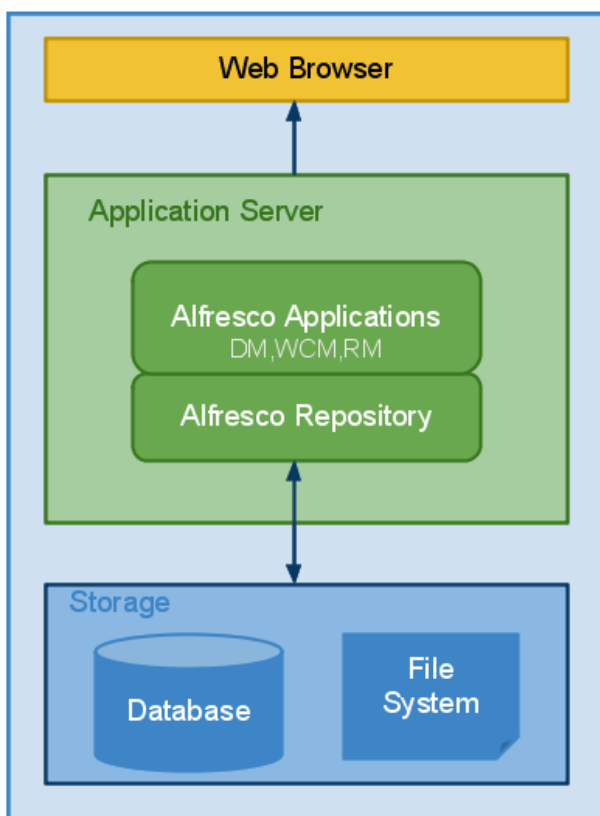 Web Browser
Application Server
Alfresco Applications
DM,WCM,RM
Alfresco Repository
Storage
Database
File
System